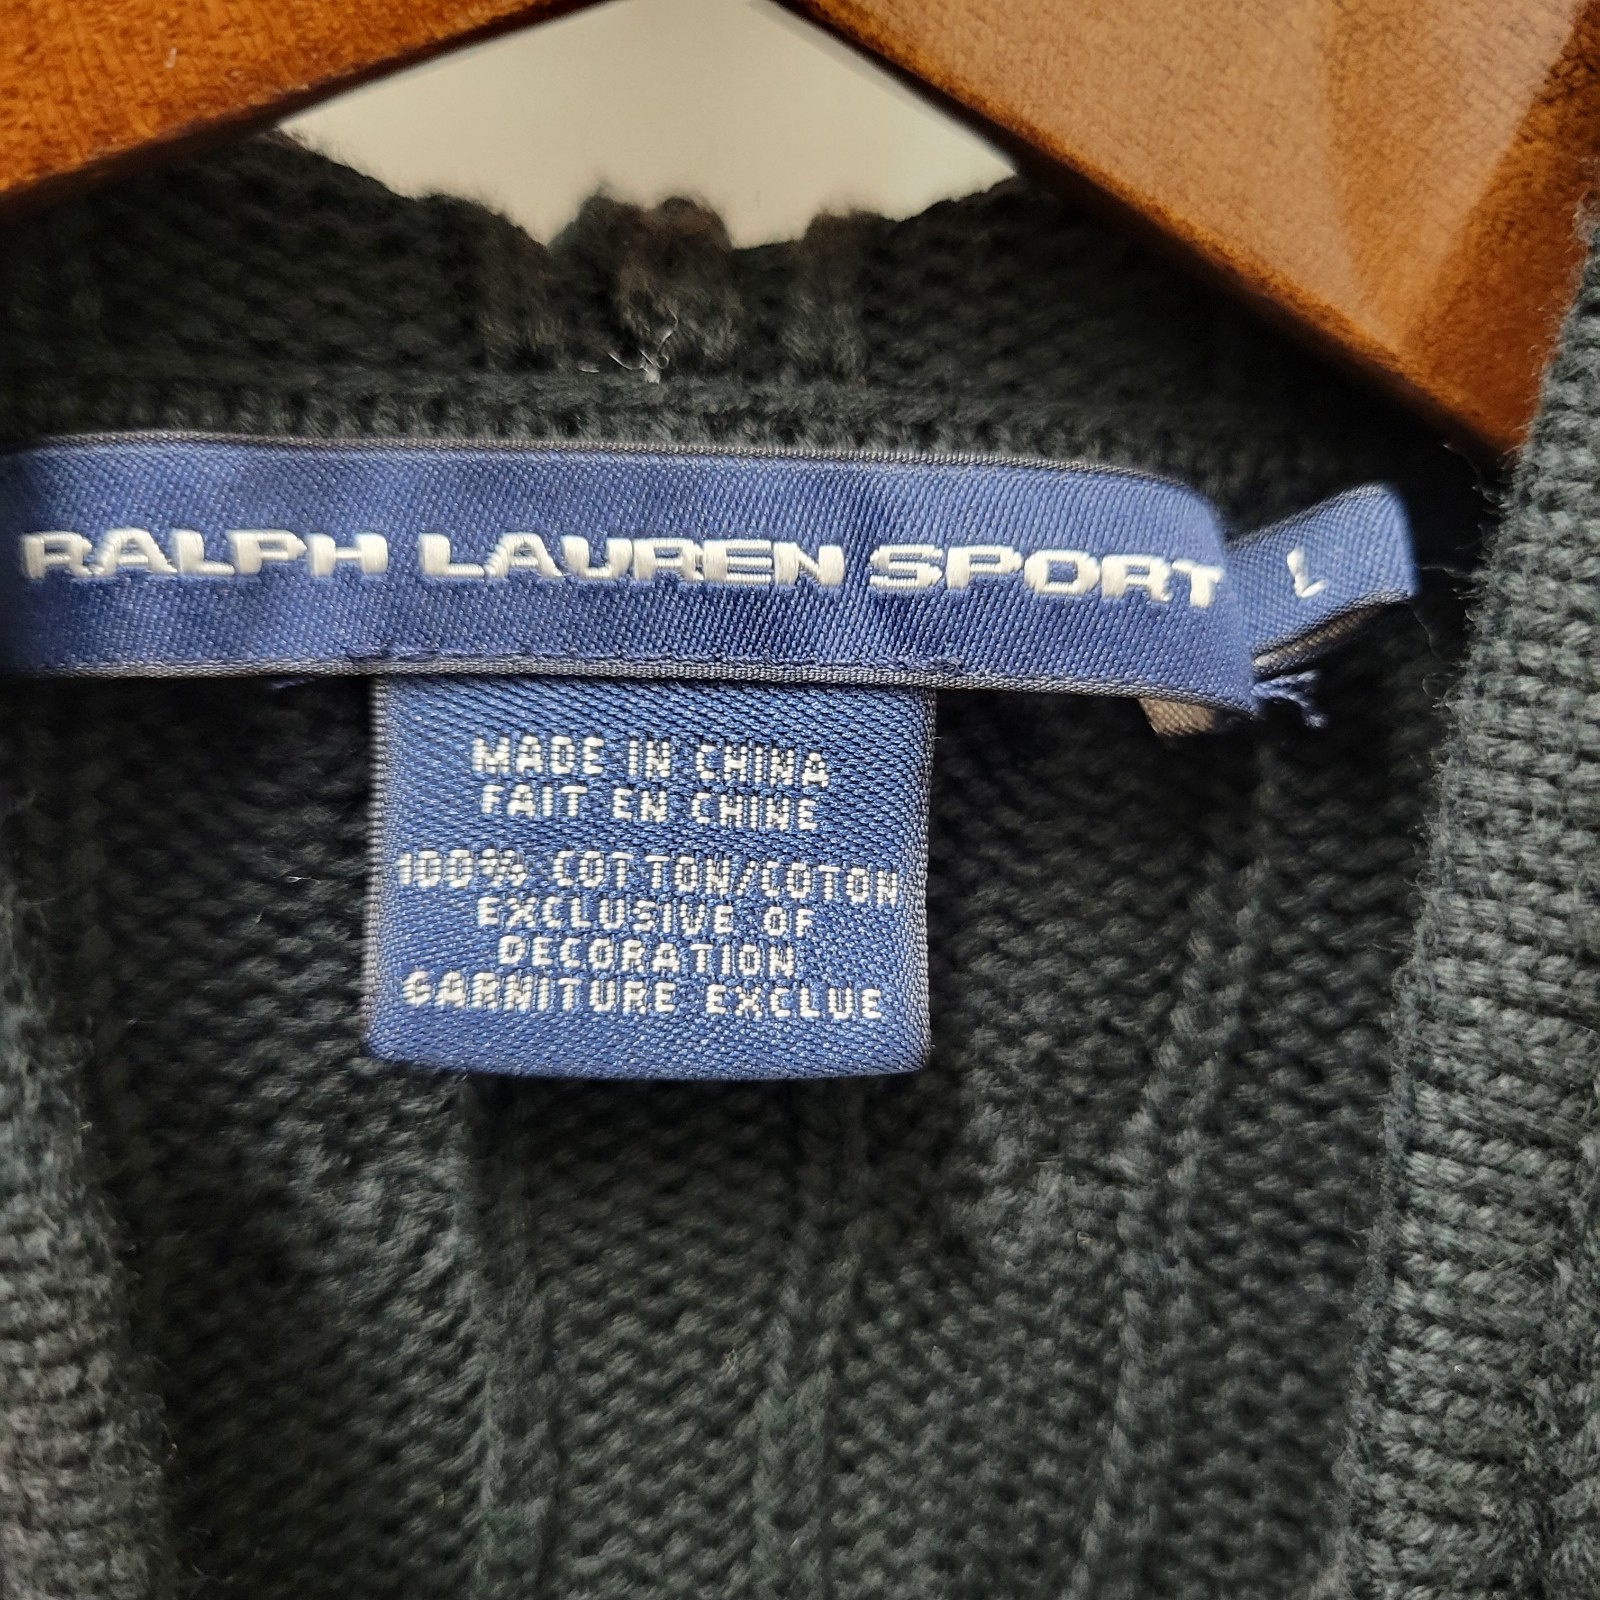 RALPH LAUREN SPORT
L
MADE IN CHINA
FAIT EN CHINE
100% COTTON/COTON
EXCLUSIVE OF
DECORATION
GARNITURE EXCLUE